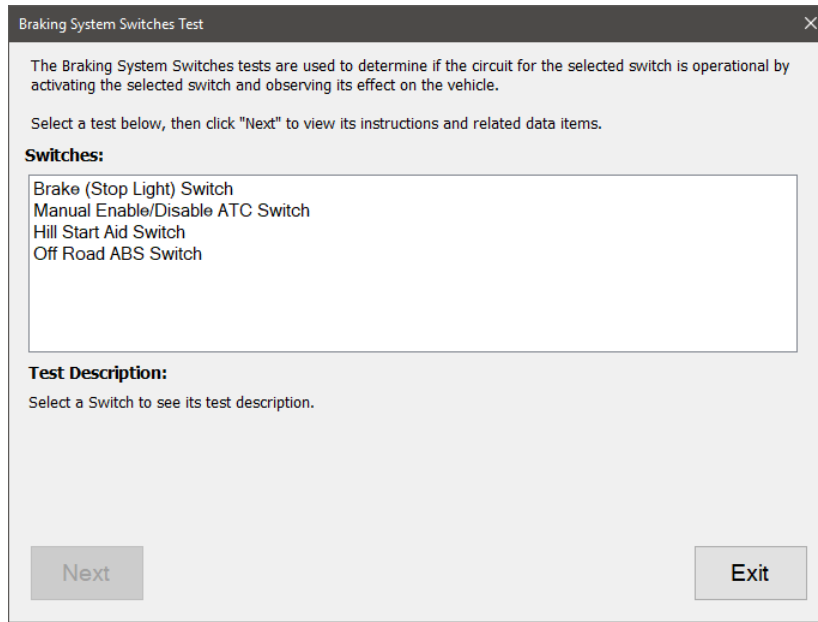 Braking System Switches Test
The Braking System Switches tests are used to determine if the circuit for the selected switch is operational by
activating the selected switch and observing its effect on the vehicle.
Select a test below, then click "Next" to view its instructions and related data items.
Switches:
Brake (Stop Light) Switch
Manual Enable/Disable ATC Switch
Hill Start Aid Switch
Off Road ABS Switch
Test Description:
Select a Switch to see its test description.
Next
Exit